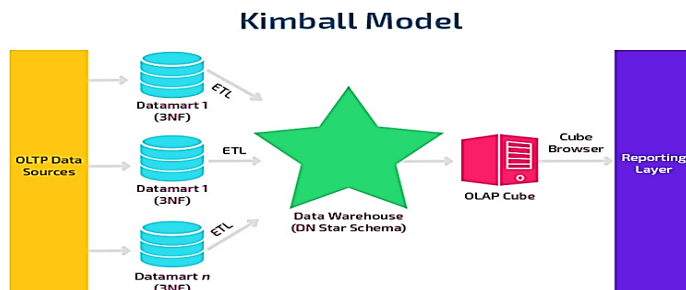 Kimball Model
OLTP Data
Sources
Datamart 1
(3NF)
ETL
Datamart 1
(3NF)
ETL
Datamart n
(3NF)
ETL
Data Warehouse
(DN Star Schema)
OLAP Cube
Cube
Browser
Reporting
Layer